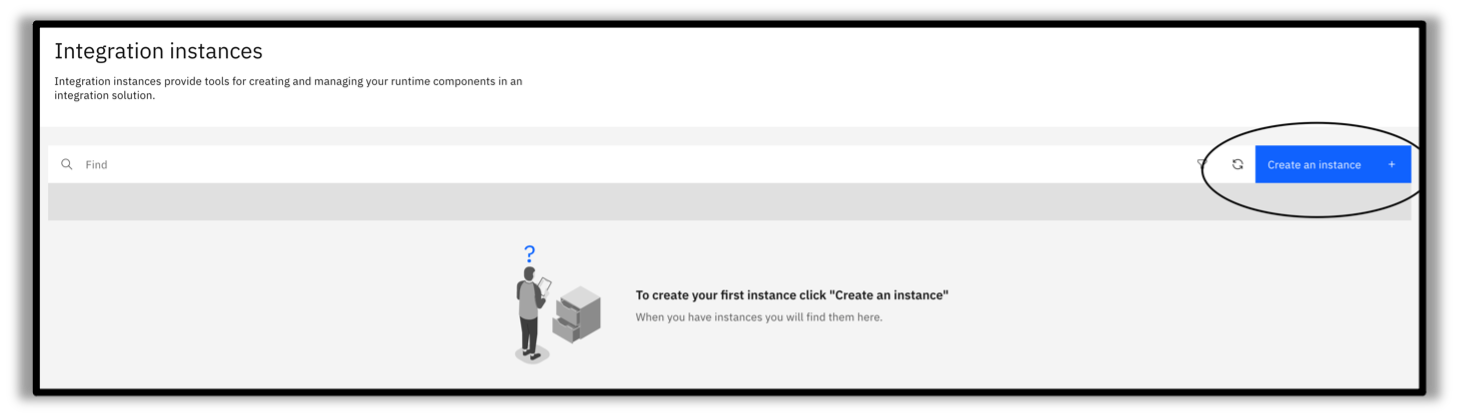 Integration instances
Integration instances provide tools for creating and managing your runtime components in an
integration solution.
Find
Create an instance +
?
To create your first instance click "Create an instance"
When you have instances you will find them here.